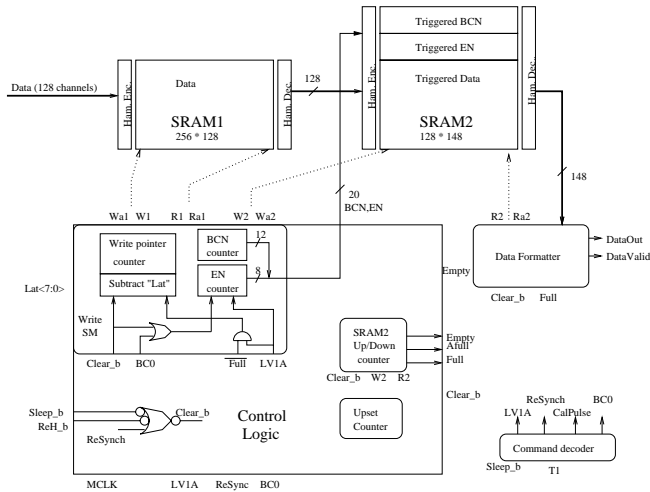 Triggered BCN
Triggered EN
Triggered Data
SRAM2
128 * 148
Ham. Enc.
Ham. Dec.
Data (128 channels)
Ham. Enc.
Data
SRAM1
256 * 128
Ham. Dec.
128
148
20
BCN,EN
Wa1 W1 R1 Ra1 W2 Wa2
R2 Ra2
Write pointer
counter
Subtract "Lat"
BCN
counter
12
EN
counter
8
Lat<7:0>
Write
SM
Clear_b BC0 Full LV1A
Empty
Data Formatter
DataOut
DataValid
Clear_b Full
SRAM2
Up/Down
counter
Empty
Afull
Full
Clear_b W2 R2
Clear_b
Sleep_b
ReH_b
ReSynch
Clear_b
Control
Logic
Upset
Counter
ReSynch BC0
LV1A CalPulse
Command decoder
Sleep_b T1
MCLK LV1A ReSync BC0